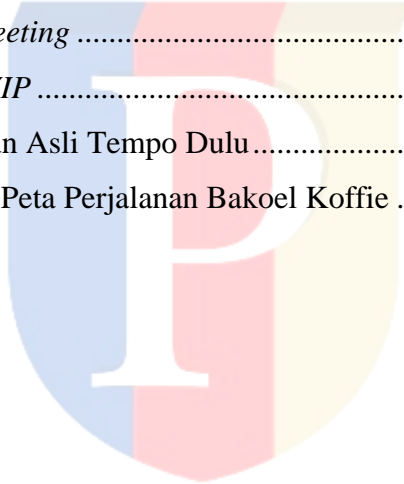 eeting ..........................................
IP ...............................................
n Asli Tempo Dulu...................
Peta Perjalanan Bakoel Koffie .
P